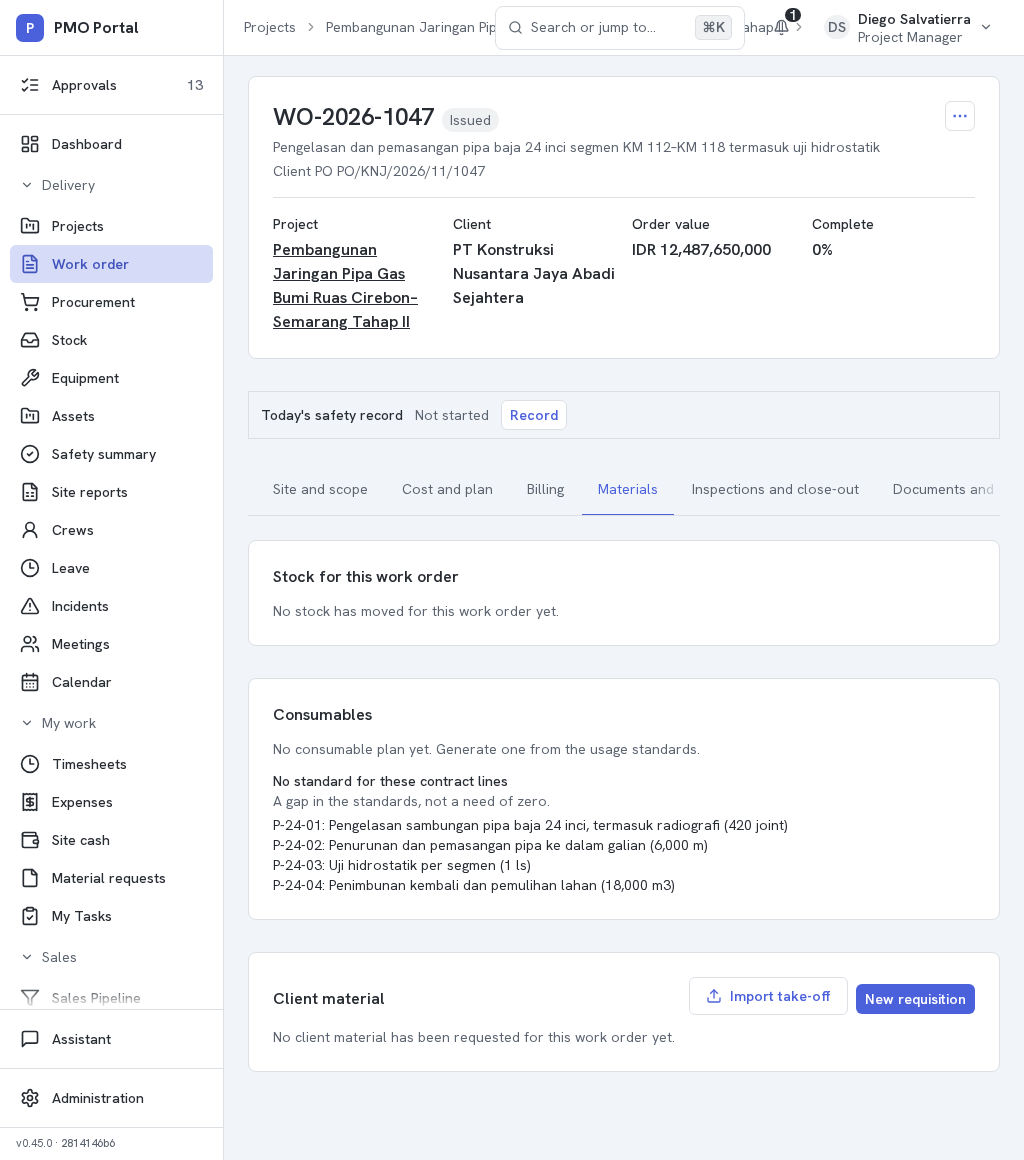 P PMO Portal
Projects
Pembangunan Jaringan Pip
Search or jump to...
⌘K
ahap
1
DS
Diego Salvatierra
Project Manager
Approvals 13
Dashboard
Delivery
Projects
Work order
Procurement
Stock
Equipment
Assets
Safety summary
Site reports
Crews
Leave
Incidents
Meetings
Calendar
My work
Timesheets
Expenses
Site cash
Material requests
My Tasks
Sales
Sales Pipeline
Assistant
Administration
v0.45.0 · 2814146b6
WO-2026-1047 Issued
Pengelasan dan pemasangan pipa baja 24 inci segmen KM 112–KM 118 termasuk uji hidrostatik
Client PO PO/KNJ/2026/11/1047
Project
Pembangunan
Jaringan Pipa Gas
Bumi Ruas Cirebon–
Semarang Tahap II
Client
PT Konstruksi
Nusantara Jaya Abadi
Sejahtera
Order value
IDR 12,487,650,000
Complete
0%
Today's safety record Not started Record
Site and scope Cost and plan Billing Materials Inspections and close-out Documents and
Stock for this work order
No stock has moved for this work order yet.
Consumables
No consumable plan yet. Generate one from the usage standards.
No standard for these contract lines
A gap in the standards, not a need of zero.
P-24-01: Pengelasan sambungan pipa baja 24 inci, termasuk radiografi (420 joint)
P-24-02: Penurunan dan pemasangan pipa ke dalam galian (6,000 m)
P-24-03: Uji hidrostatik per segmen (1 ls)
P-24-04: Penimbunan kembali dan pemulihan lahan (18,000 m3)
Client material
Import take-off
New requisition
No client material has been requested for this work order yet.